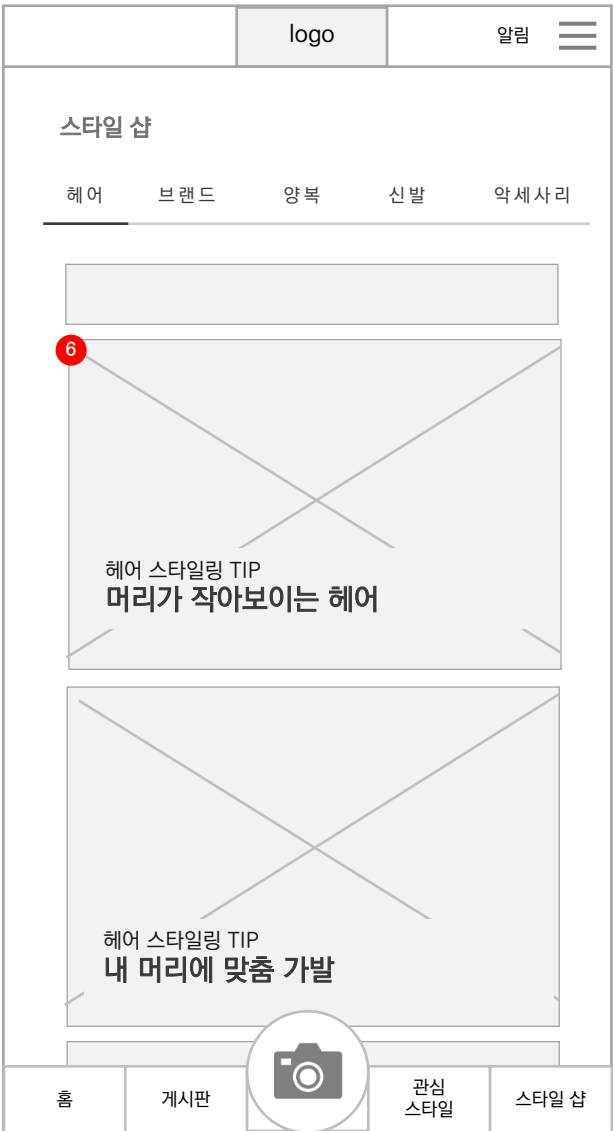 logo
알림
스타일 샵
헤어
브랜드
양복
신발
악세사리
6
헤어 스타일링 TIP
머리가 작아보이는 헤어
헤어 스타일링 TIP
내 머리에 맞춤 가발
홈
게시판
관심
스타일
스타일 샵